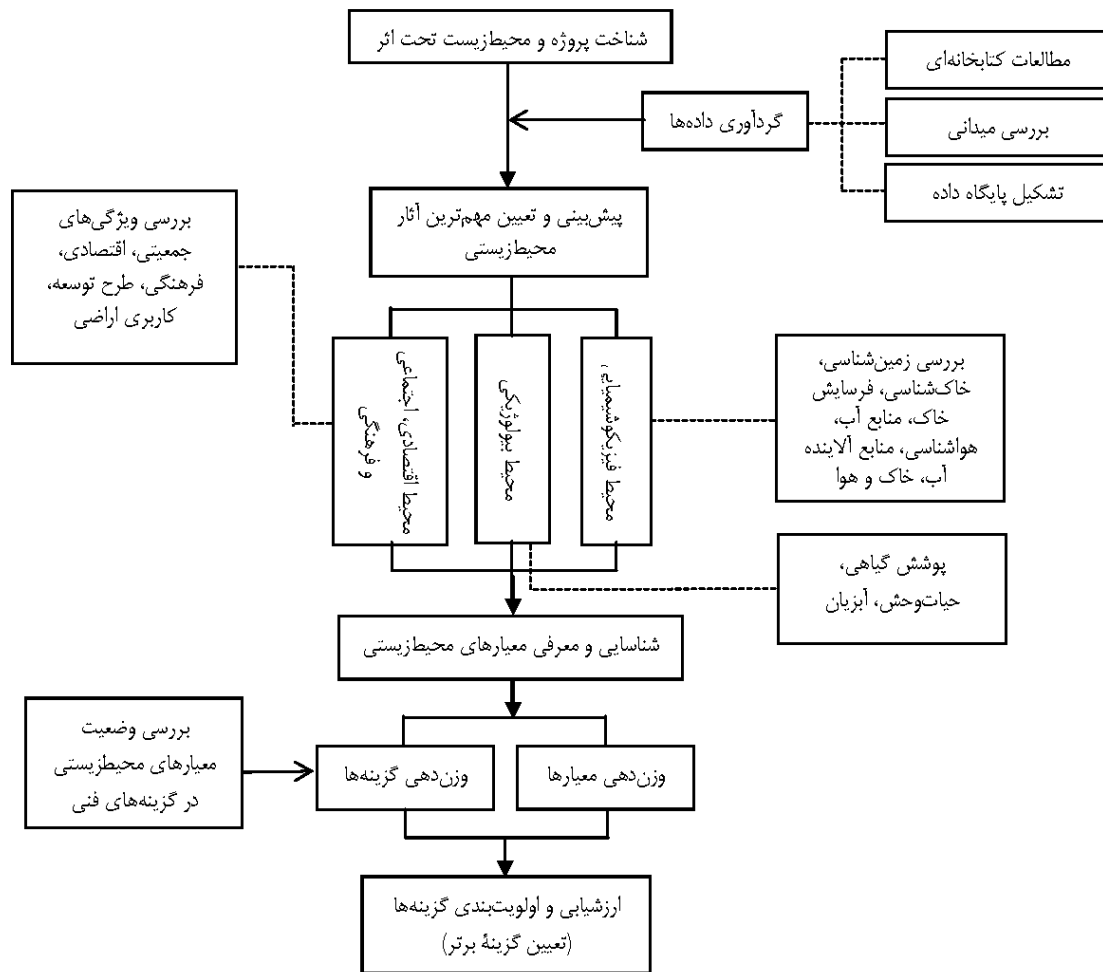 شناخت پروژه و محیط‌زیست تحت اثر
مطالعات کتابخانه‌ای
گردآوری داده‌ها
بررسی میدانی
تشکیل پایگاه داده
پیش‌بینی و تعیین مهم‌ترین آثار
محیط‌زیستی
بررسی ویژگی‌های
جمعیتی، اقتصادی،
فرهنگی، طرح توسعه،
کاربری اراضی
محیط فیزیکوشیمیایی،
محیط بیولوژیکی
محیط اقتصادی، اجتماعی
و فرهنگی
بررسی زمین‌شناسی،
خاک‌شناسی، فرسایش
خاک، منابع آب،
هواشناسی، منابع آلاینده
آب، خاک و هوا
پوشش گیاهی،
حیات‌وحش، آبزیان
شناسایی و معرفی معیارهای محیط‌زیستی
وزن‌دهی معیارها
وزن‌دهی گزینه‌ها
بررسی وضعیت
معیارهای محیط‌زیستی
در گزینه‌های فنی
ارزشیابی و اولویت‌بندی گزینه‌ها
(تعیین گزینۀ برتر)